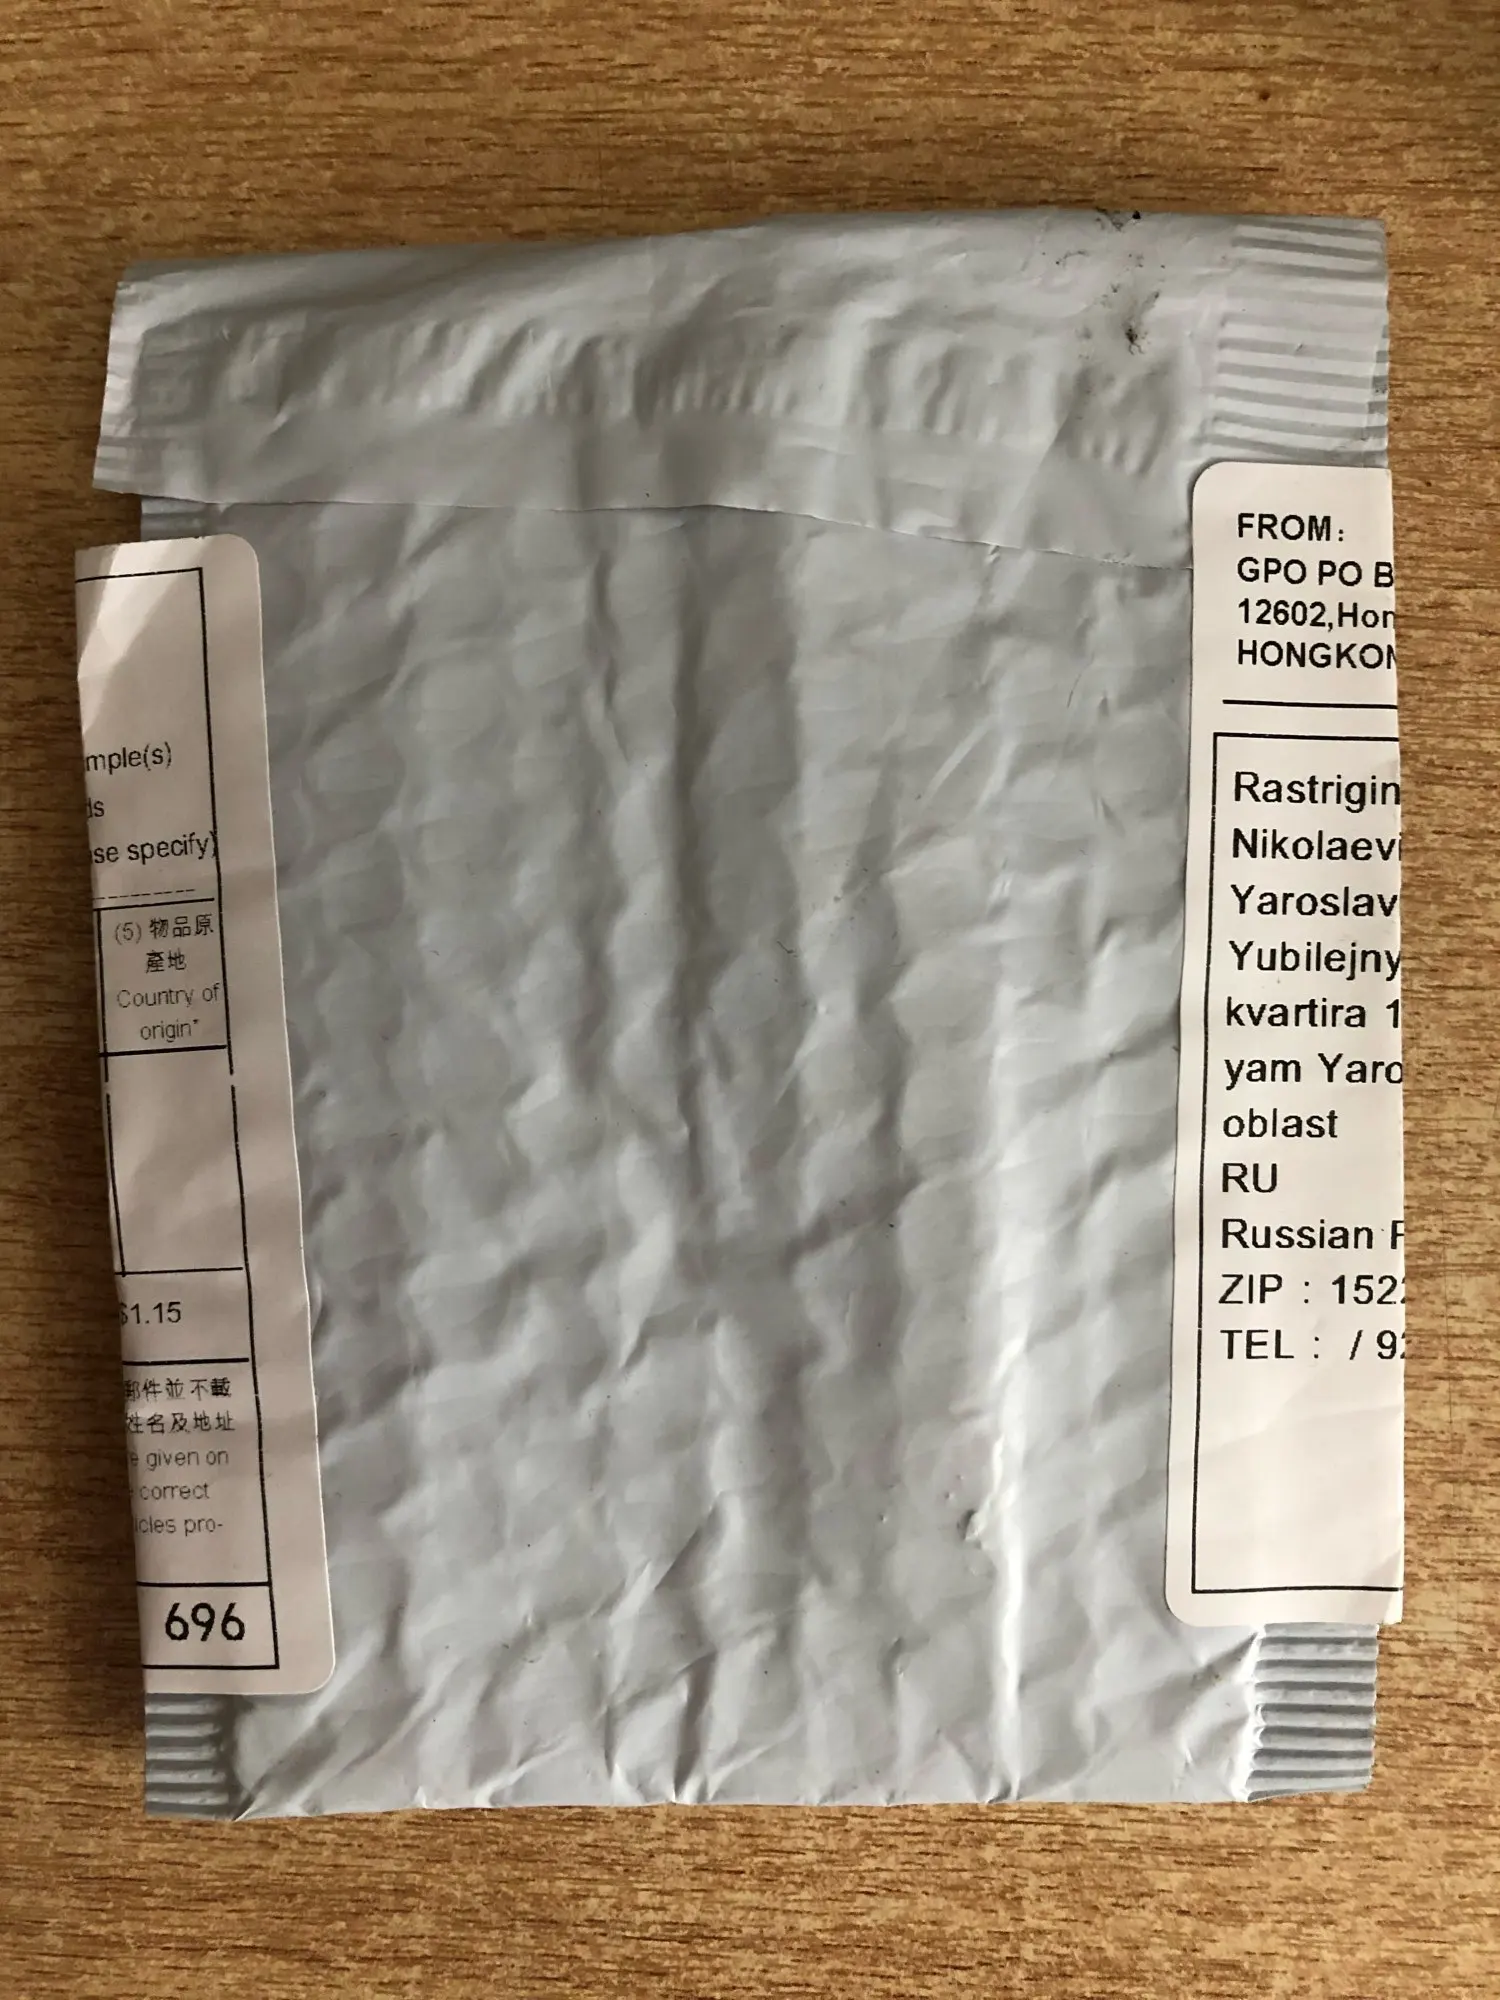 mple(s)
ds
se specify)
(5) 物品原
產地
Country of
origin*
$1.15
郵件並不載
姓名及地址
e given on
correct
icles pro-
696
FROM:
GPO PO B
12602,Hon
HONGKON
Rastrigin
Nikolaevi
Yaroslav
Yubilejny
kvartira 1
yam Yaro
oblast
RU
Russian F
ZIP : 152
TEL : / 92